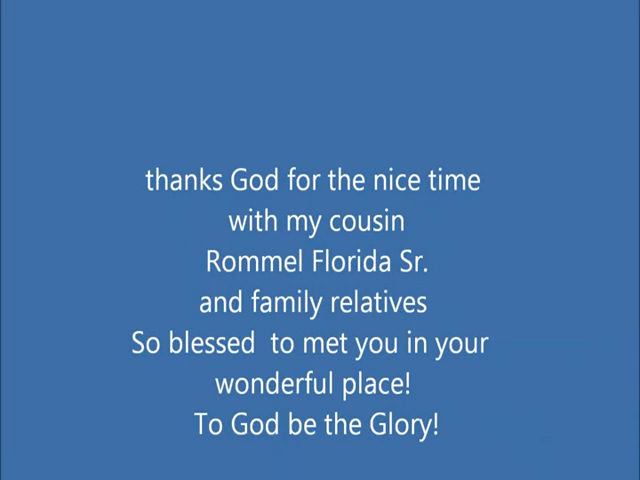 thanks God for the nice time
with my cousin
Rommel Florida Sr.
and family relatives
So blessed  to met you in your
wonderful place!
To God be the Glory!